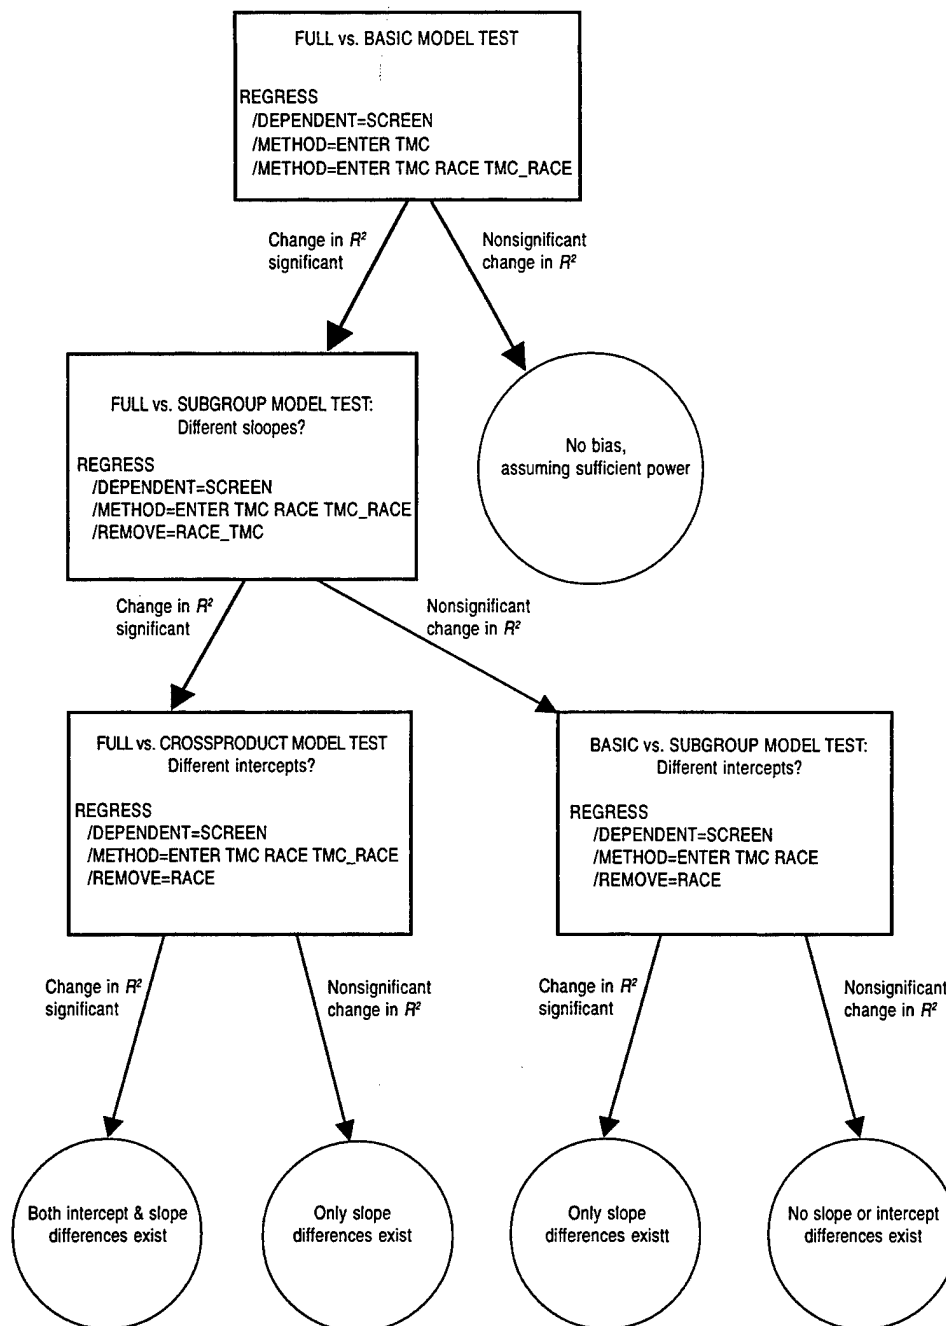 FULL vs. BASIC MODEL TEST
REGRESS
/DEPENDENT=SCREEN
/METHOD=ENTER TMC
/METHOD=ENTER TMC RACE TMC_RACE
Change in R²
significant
Nonsignificant
change in R²
FULL vs. SUBGROUP MODEL TEST:
Different sloopes?
REGRESS
/DEPENDENT=SCREEN
/METHOD=ENTER TMC RACE TMC_RACE
/REMOVE=RACE_TMC
No bias,
assuming sufficient power
Change in R²
significant
Nonsignificant
change in R²
FULL vs. CROSSPRODUCT MODEL TEST
Different intercepts?
REGRESS
/DEPENDENT=SCREEN
/METHOD=ENTER TMC RACE TMC_RACE
/REMOVE=RACE
BASIC vs. SUBGROUP MODEL TEST:
Different intercepts?
REGRESS
/DEPENDENT=SCREEN
/METHOD=ENTER TMC RACE
/REMOVE=RACE
Change in R²
significant
Nonsignificant
change in R²
Change in R²
significant
Nonsignificant
change in R²
Both intercept & slope
differences exist
Only slope
differences exist
Only slope
differences existt
No slope or intercept
differences exist